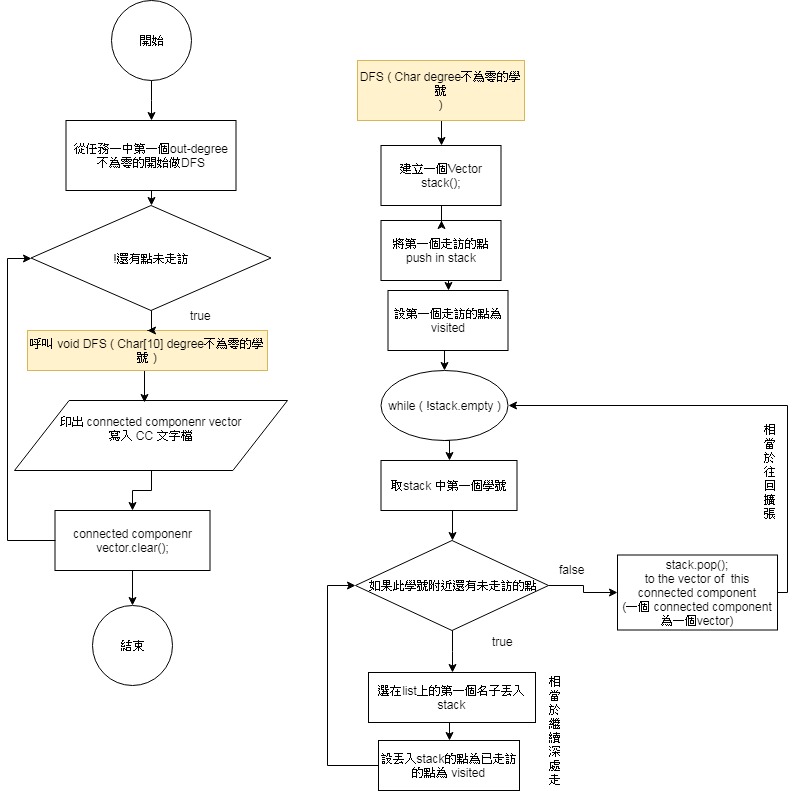 開始
從任務一中第一個out-degree
不為零的開始做DFS
!還有點未走訪
true
呼叫 void DFS ( Char[10] degree不為零的學
號 )
印出 connected componenr vector
寫入 CC 文字檔
connected componenr
vector.clear();
結束
DFS ( Char degree不為零的學
號
)
建立一個Vector
stack();
將第一個走訪的點
push in stack
設第一個走訪的點為
visited
while ( !stack.empty )
取stack 中第一個學號
如果此學號附近還有未走訪的點
false
stack.pop();
to the vector of this
connected component
(一個 connected component
為一個vector)
相當於往回擴張
true
選在list上的第一個名子丟入
stack
設丟入stack的點為已走訪
的點為 visited
相當於繼續深處走